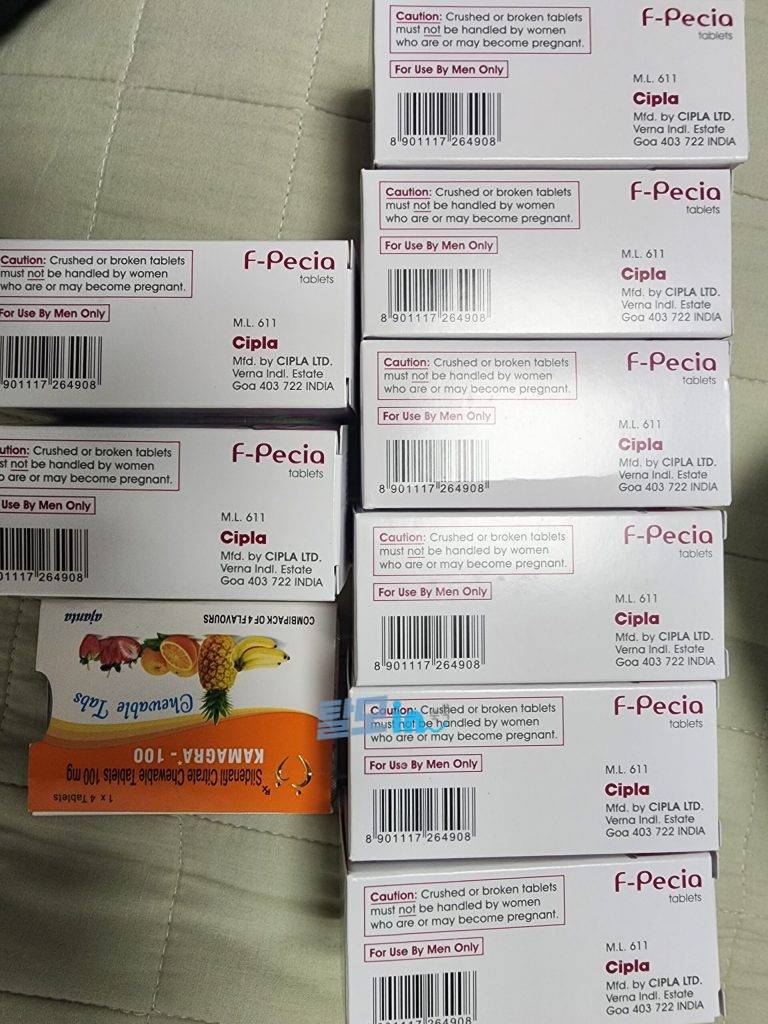 Caution: Crushed or broken tablets
must not be handled by women
who are or may become pregnant.
For Use By Men Only
F-Pecia
tablets
M.L. 611
Cipla
Mfd. by CIPLA LTD.
Verna Indl. Estate
Goa 403 722 INDIA
901117 264908
ution: Crushed or broken tablets
st not be handled by women
o are or may become pregnant.
Use By Men Only
F-Pecia
tablets
M.L. 611
Cipla
Mfd. by CIPLA LTD.
Verna Indl. Estate
Goa 403 722 INDIA
01117 264908
1 x 4 Tablets
Rx
Sildenafil Citrate Chewable Tablets 100 mg
KAMAGRA®-100
Chewable Tabs
COMBIPACK OF 4 FLAVOURS
ajanta
Caution: Crushed or broken tablets
must not be handled by women
who are or may become pregnant.
For Use By Men Only
8 901117 264908
F-Pecia
tablets
M.L. 611
Cipla
Mfd. by CIPLA LTD.
Verna Indl. Estate
Goa 403 722 INDIA
Caution: Crushed or broken tablets
must not be handled by women
who are or may become pregnant.
For Use By Men Only
8 901117 264908
F-Pecia
tablets
M.L. 611
Cipla
Mfd. by CIPLA LTD.
Verna Indl. Estate
Goa 403 722 INDIA
Caution: Crushed or broken tablets
must not be handled by women
who are or may become pregnant.
For Use By Men Only
8 901117 264908
F-Pecia
tablets
M.L. 611
Cipla
Mfd. by CIPLA LTD.
Verna Indl. Estate
Goa 403 722 INDIA
Caution: Crushed or broken tablets
must not be handled by women
who are or may become pregnant.
For Use By Men Only
8 901117 264908
F-Pecia
tablets
M.L. 611
Cipla
Mfd. by CIPLA LTD.
Verna Indl. Estate
Goa 403 722 INDIA
탈모in
Caution: Crushed or broken tablets
must not be handled by women
who are or may become pregnant.
For Use By Men Only
8 901117 264908
F-Pecia
tablets
M.L. 611
Cipla
Mfd. by CIPLA LTD.
Verna Indl. Estate
Goa 403 722 INDIA
Caution: Crushed or broken tablets
must not be handled by women
who are or may become pregnant.
For Use By Men Only
8 901117 264908
F-Pecia
tablets
M.L. 611
Cipla
Mfd. by CIPLA LTD.
Verna Indl. Estate
Goa 403 722 INDIA